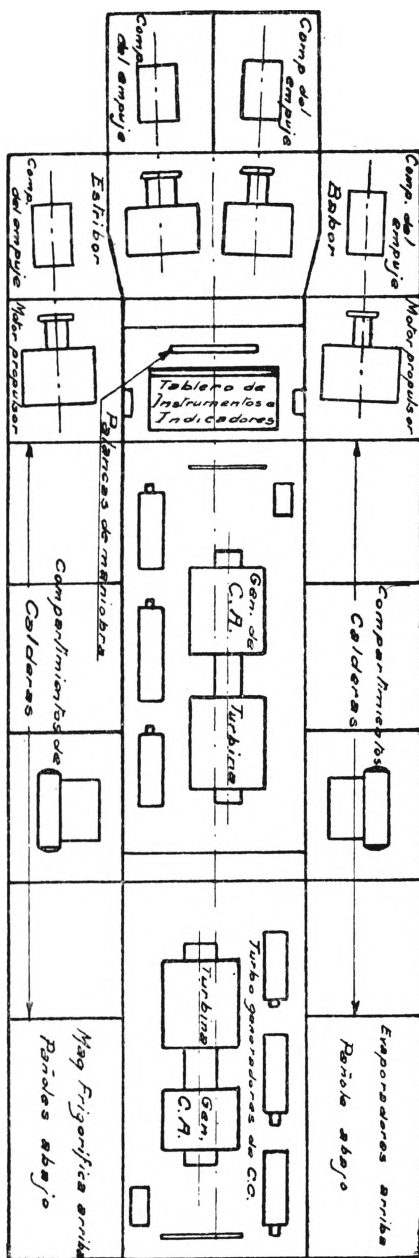 Comp del
empuje
Comp
del empuje
Comp. del
empuje
Babor
Estribor
Comp.
del empuje
Motor propulsor
Motor propulsor
Tablero de
Instrumentos e
Indicadores
Palancas de maniobra
Compartimientos
Calderas
Compartimientos de
Calderas
Gen. de
C.A.
Turbina
Turbina
Gen.
C.A.
Turbo generadores de C.C.
Evaporadores arriba
Pañole abajo
Maq Frigorifica arriba
Pañoles abajo